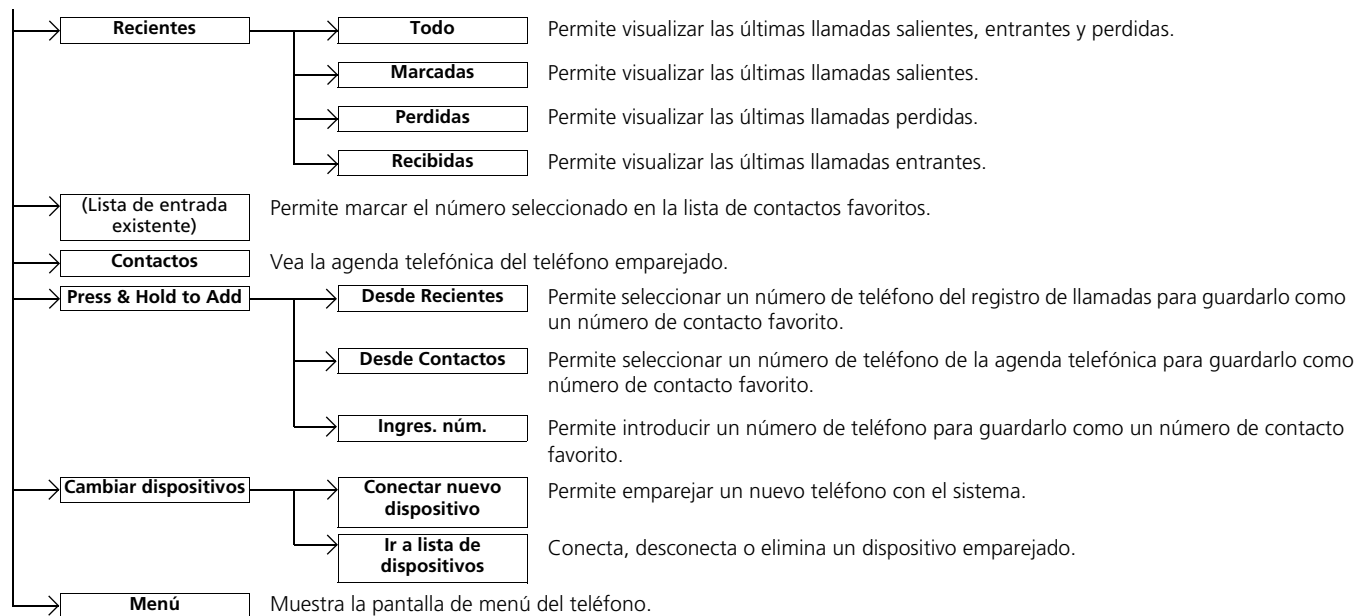 Recientes
Todo
Permite visualizar las últimas llamadas salientes, entrantes y perdidas.
Marcadas
Permite visualizar las últimas llamadas salientes.
Perdidas
Permite visualizar las últimas llamadas perdidas.
Recibidas
Permite visualizar las últimas llamadas entrantes.
(Lista de entrada
existente)
Permite marcar el número seleccionado en la lista de contactos favoritos.
Contactos
Vea la agenda telefónica del teléfono emparejado.
Press & Hold to Add
Desde Recientes
Permite seleccionar un número de teléfono del registro de llamadas para guardarlo como
un número de contacto favorito.
Desde Contactos
Permite seleccionar un número de teléfono de la agenda telefónica para guardarlo como
número de contacto favorito.
Ingres. núm.
Permite introducir un número de teléfono para guardarlo como un número de contacto
favorito.
Cambiar dispositivos
Conectar nuevo
dispositivo
Permite emparejar un nuevo teléfono con el sistema.
Ir a lista de
dispositivos
Conecta, desconecta o elimina un dispositivo emparejado.
Menú
Muestra la pantalla de menú del teléfono.